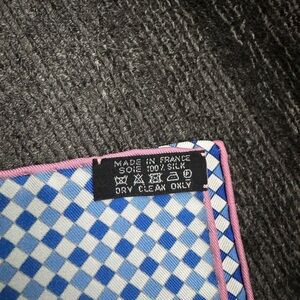 MADE IN FRANCE
SOIE 100% SILK
DRY CLEAN ONLY